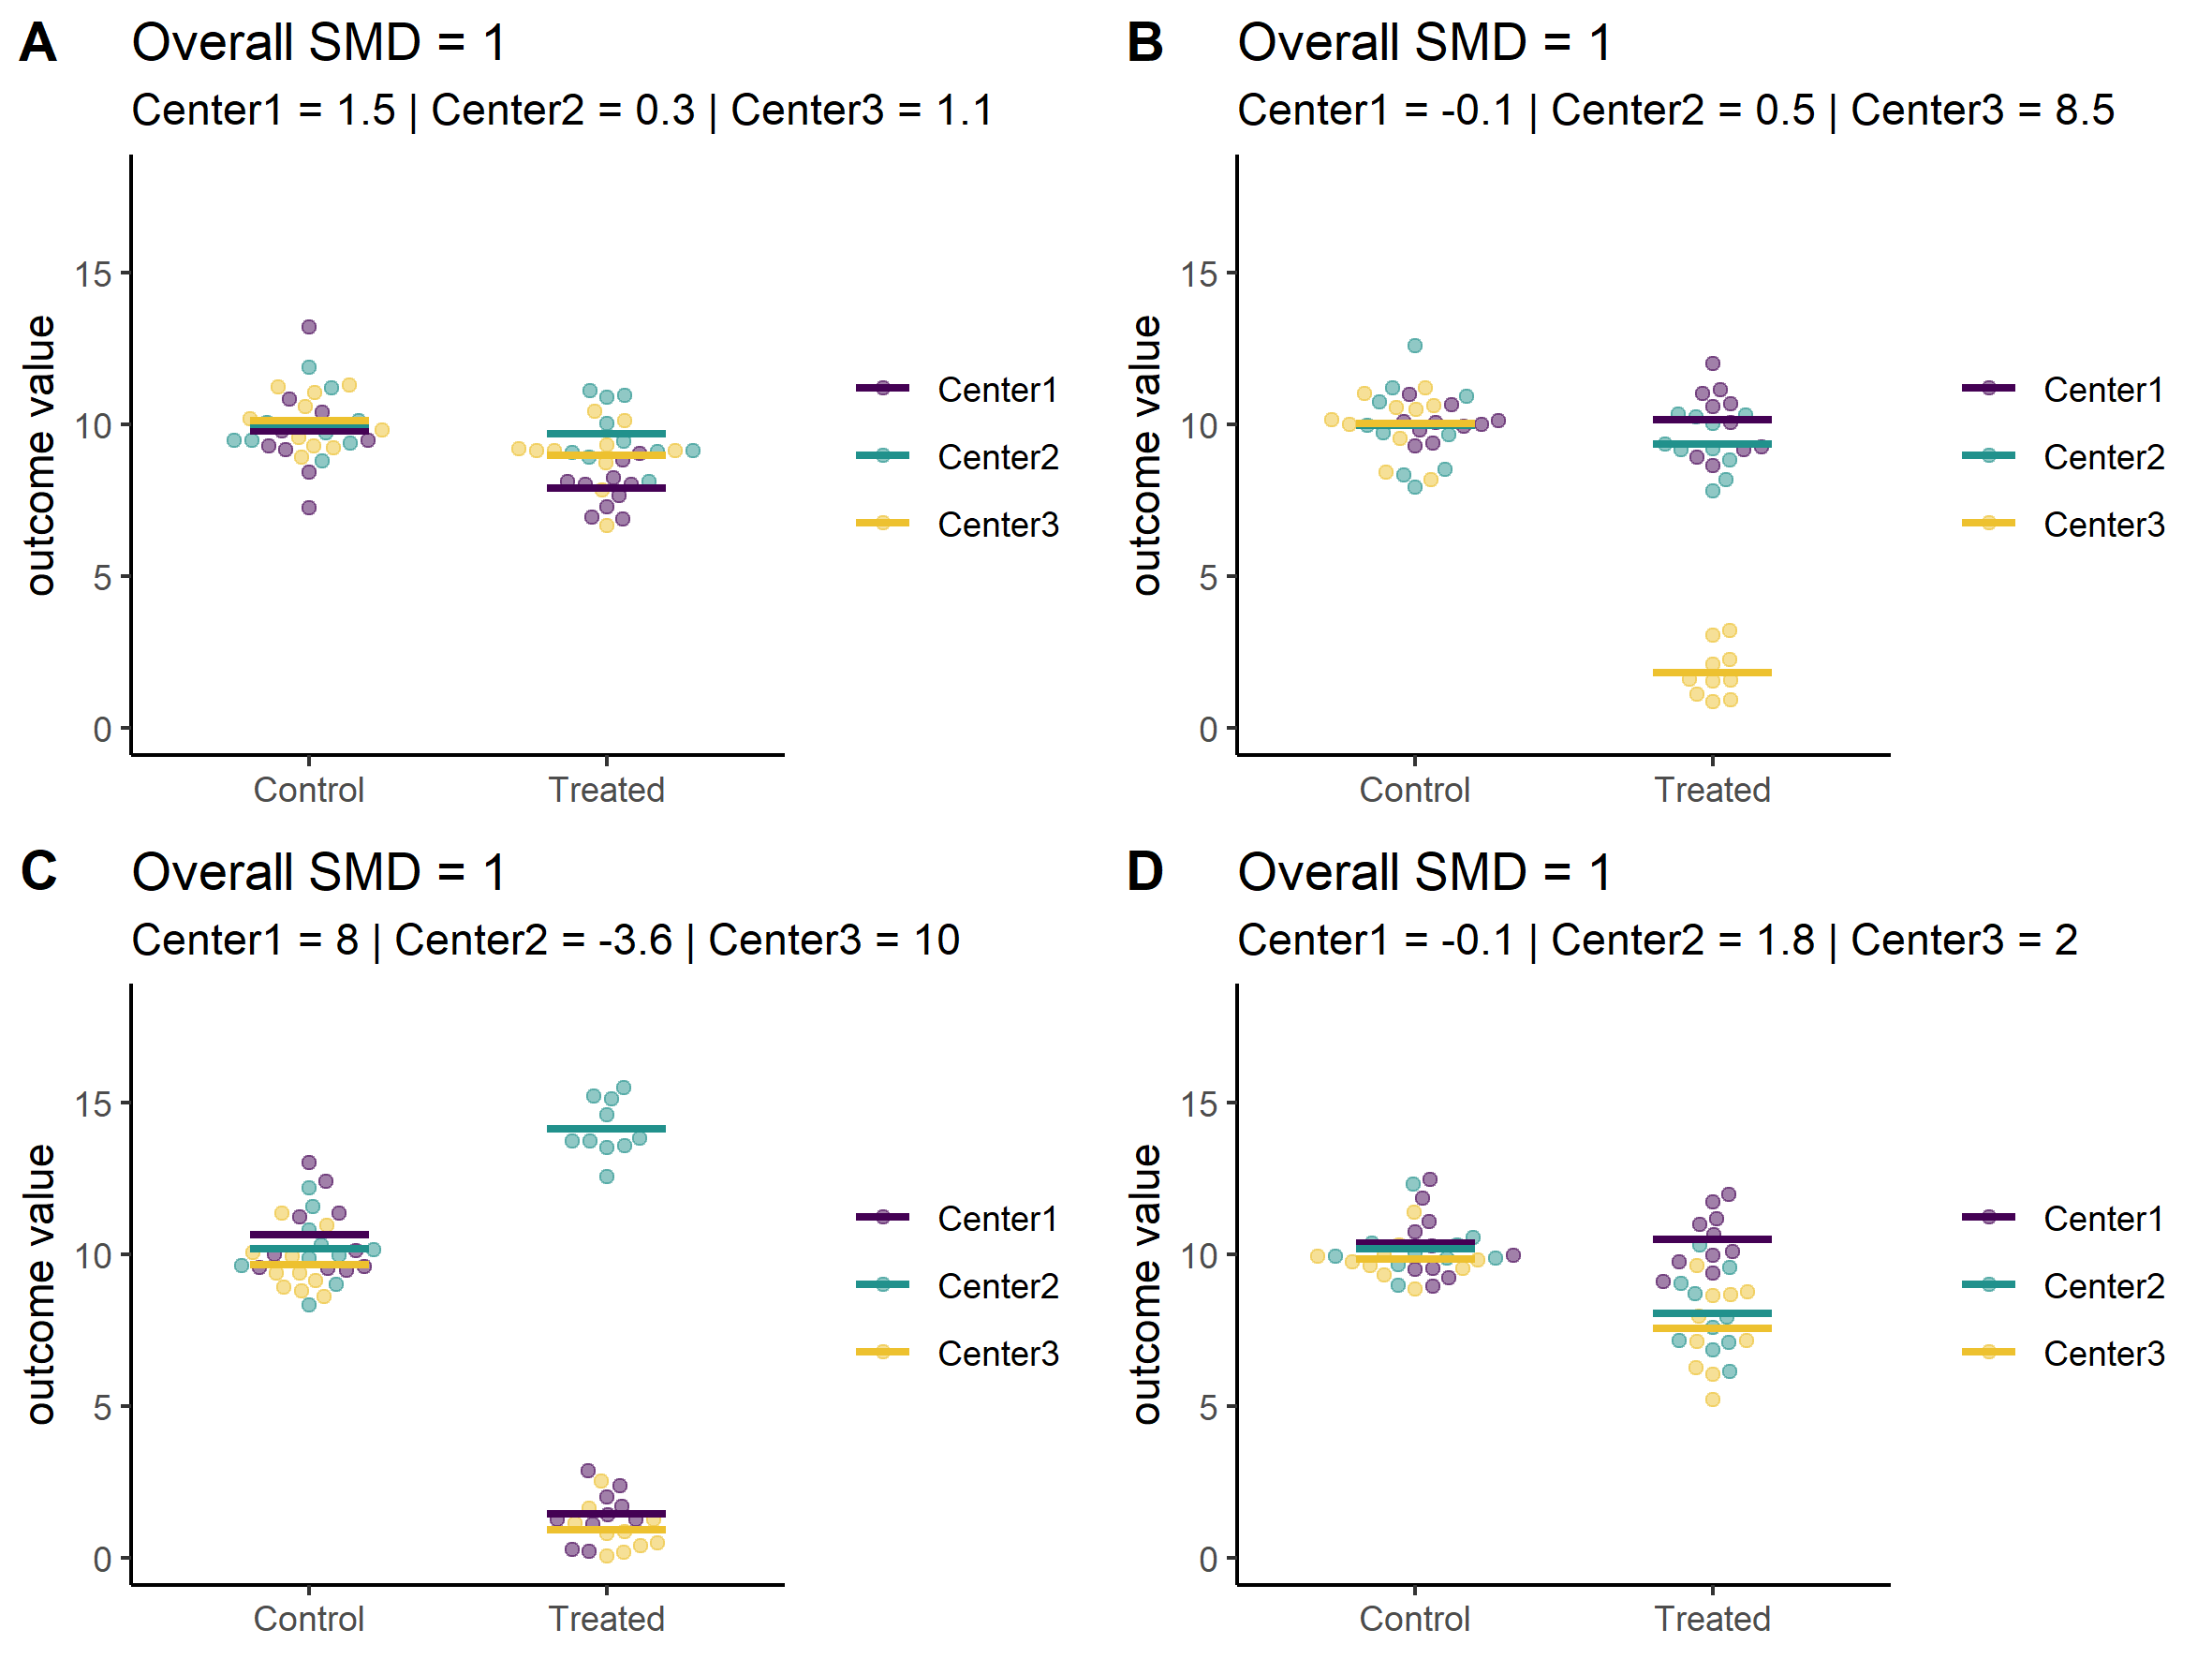 A
Overall SMD = 1
Center1 = 1.5 | Center2 = 0.3 | Center3 = 1.1
outcome value
15
10
5
0
Control
Treated
Center1
Center2
Center3
B
Overall SMD = 1
Center1 = -0.1 | Center2 = 0.5 | Center3 = 8.5
outcome value
15
10
5
0
Control
Treated
Center1
Center2
Center3
C
Overall SMD = 1
Center1 = 8 | Center2 = -3.6 | Center3 = 10
outcome value
15
10
5
0
Control
Treated
Center1
Center2
Center3
D
Overall SMD = 1
Center1 = -0.1 | Center2 = 1.8 | Center3 = 2
outcome value
15
10
5
0
Control
Treated
Center1
Center2
Center3